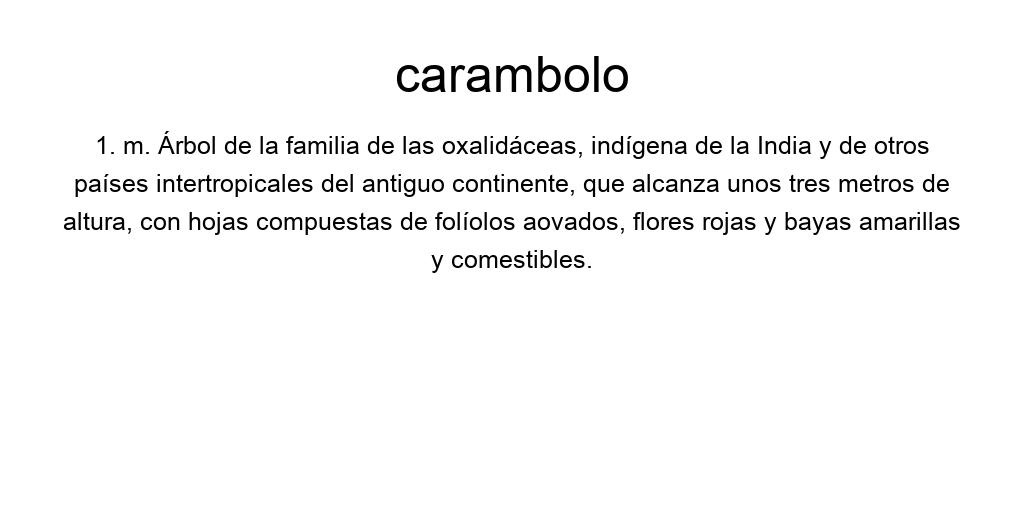 carambolo
1. m. Árbol de la familia de las oxalidáceas, indígena de la India y de otros
países intertropicales del antiguo continente, que alcanza unos tres metros de
altura, con hojas compuestas de folíolos aovados, flores rojas y bayas amarillas
y comestibles.